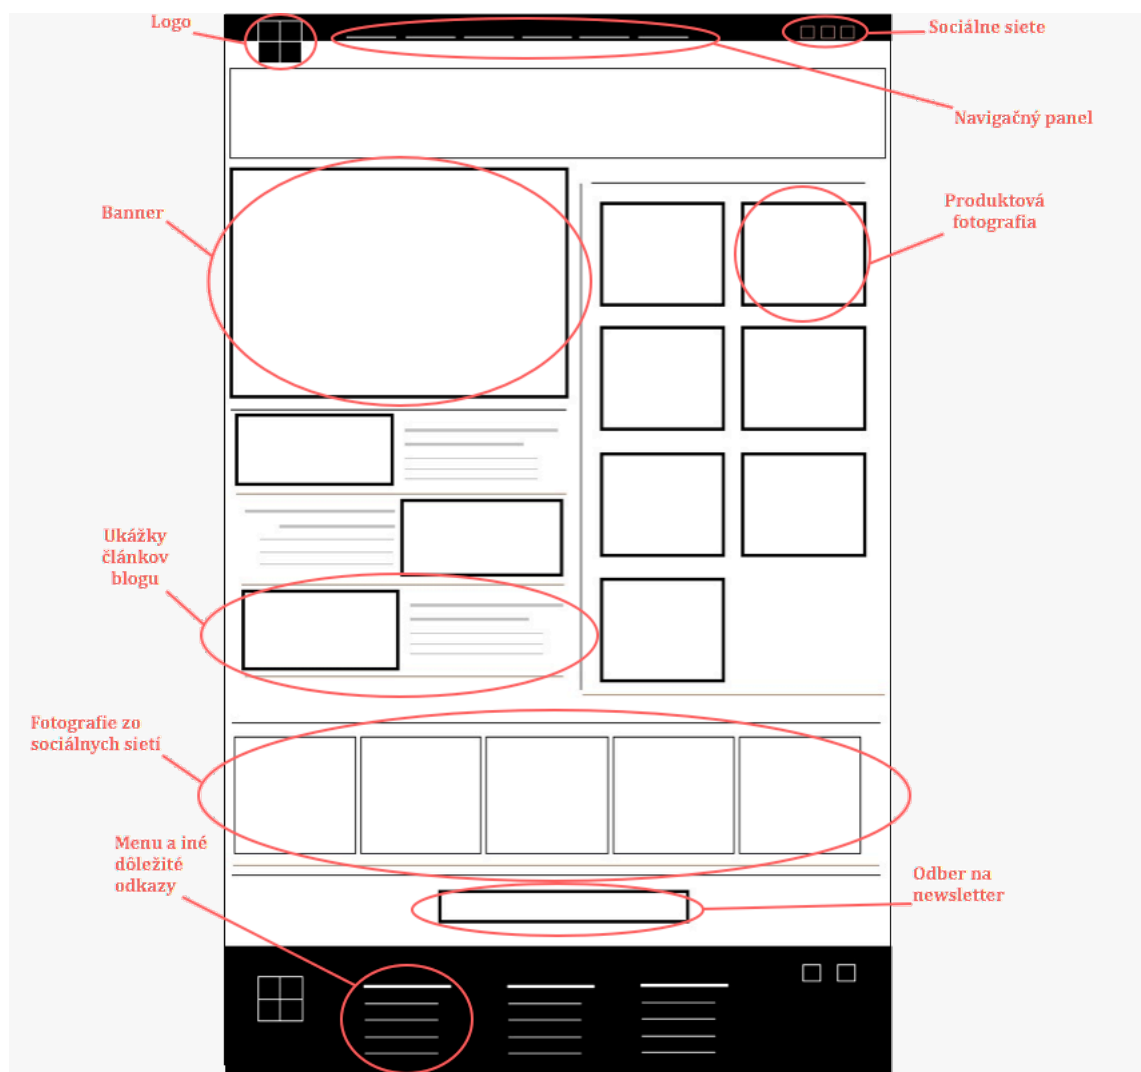 Logo
Sociálne siete
Navigačný panel
Banner
Produktová
fotografia
Ukážky
článkov
blogu
Fotografie zo
sociálnych sietí
Menu a iné
dôležité
odkazy
Odber na
newsletter